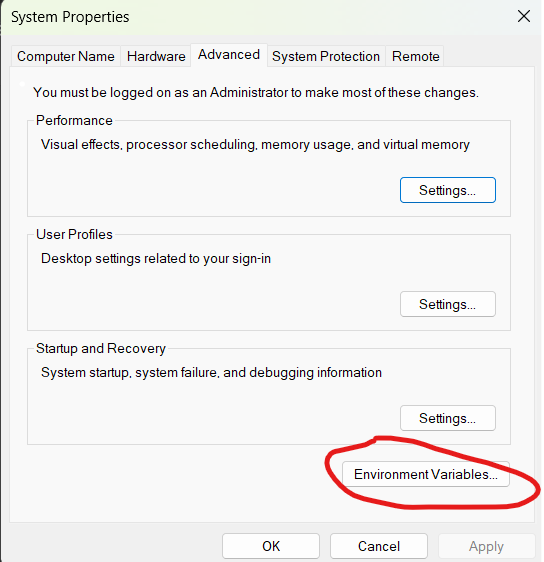 System Properties
Computer Name Hardware Advanced System Protection Remote
You must be logged on as an Administrator to make most of these changes.
Performance
Visual effects, processor scheduling, memory usage, and virtual memory
Settings...
User Profiles
Desktop settings related to your sign-in
Settings...
Startup and Recovery
System startup, system failure, and debugging information
Settings...
Environment Variables...
OK Cancel Apply